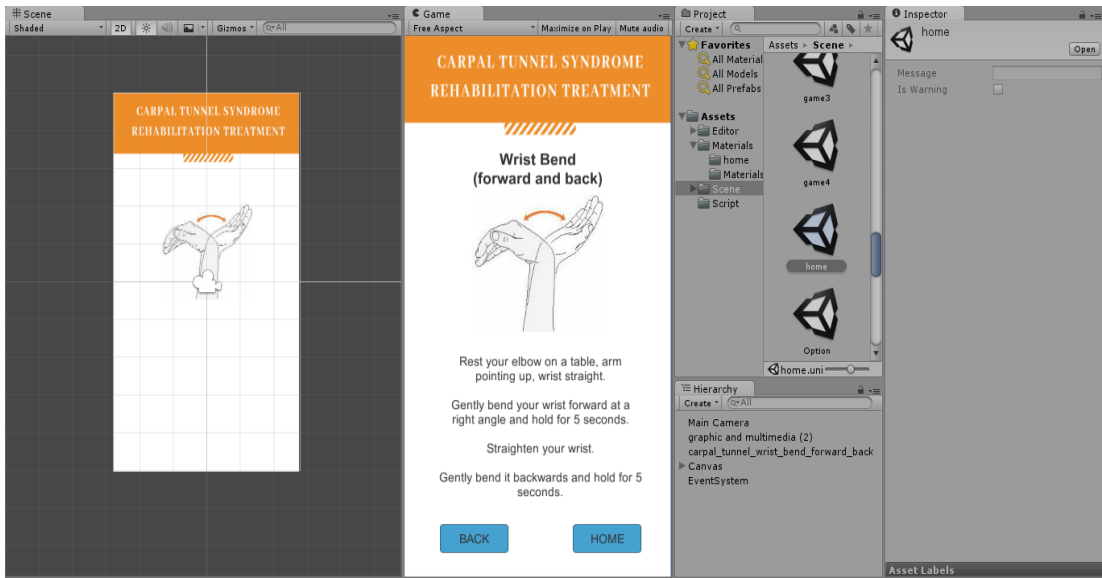 Scene
Shaded
2D
Gizmos
All
CARPAL TUNNEL SYNDROME
REHABILITATION TREATMENT
Game
Free Aspect
Maximize on Play
Mute audio
CARPAL TUNNEL SYNDROME
REHABILITATION TREATMENT
Wrist Bend
(forward and back)
Rest your elbow on a table, arm
pointing up, wrist straight.
Gently bend your wrist forward at a
right angle and hold for 5 seconds.
Straighten your wrist.
Gently bend it backwards and hold for 5
seconds.
BACK
HOME
Project
Create
Favorites
All Material
All Models
All Prefabs
Assets
Editor
Materials
home
Materials
Scene
Script
Assets Scene
game3
game4
home
Option
home.uni
Hierarchy
Create
All
Main Camera
graphic and multimedia (2)
carpal_tunnel_wrist_bend_forward_back
Canvas
EventSystem
Inspector
home
Open
Message
Is Warning
Asset Labels